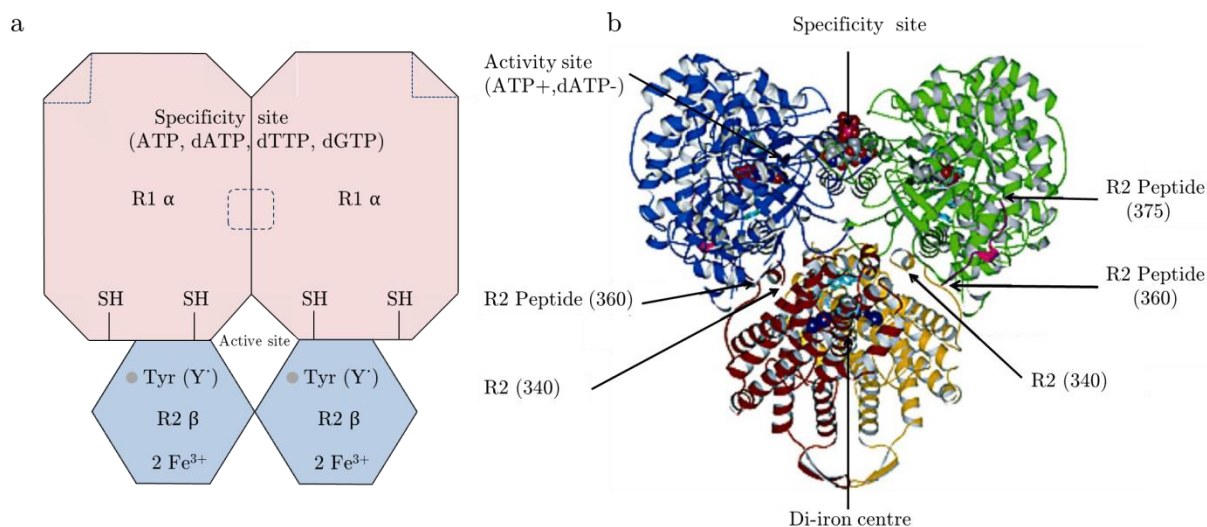 a
Specificity site
(ATP, dATP, dTTP, dGTP)
R1 α
R1 α
SH
SH
SH
SH
Active site
Tyr (Y·)
Tyr (Y·)
R2 β
R2 β
2 Fe³⁺
2 Fe³⁺
b
Specificity site
Activity site
(ATP+,dATP-)
R2 Peptide
(375)
R2 Peptide (360)
R2 Peptide
(360)
R2 (340)
R2 (340)
Di-iron centre